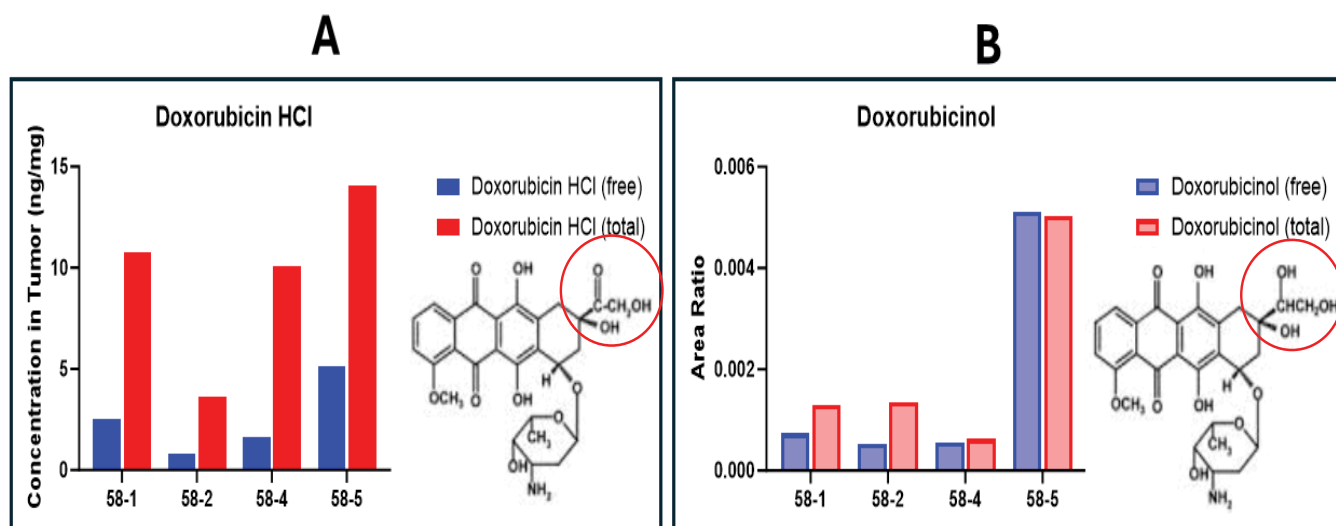 A
Doxorubicin HCl
Concentration in Tumor (ng/mg)
15
10
5
0
58-1 58-2 58-4 58-5
Doxorubicin HCl (free)
Doxorubicin HCl (total)
O OH O
CH₂OH
OH
O
OCH₃ OH H O
O
CH₃
OH
NH₂
B
Doxorubicinol
Area Ratio
0.006
0.004
0.002
0.000
58-1 58-2 58-4 58-5
Doxorubicinol (free)
Doxorubicinol (total)
O OH OH
CHCH₂OH
OH
O
OCH₃ OH H O
O
CH₃
OH
NH₂